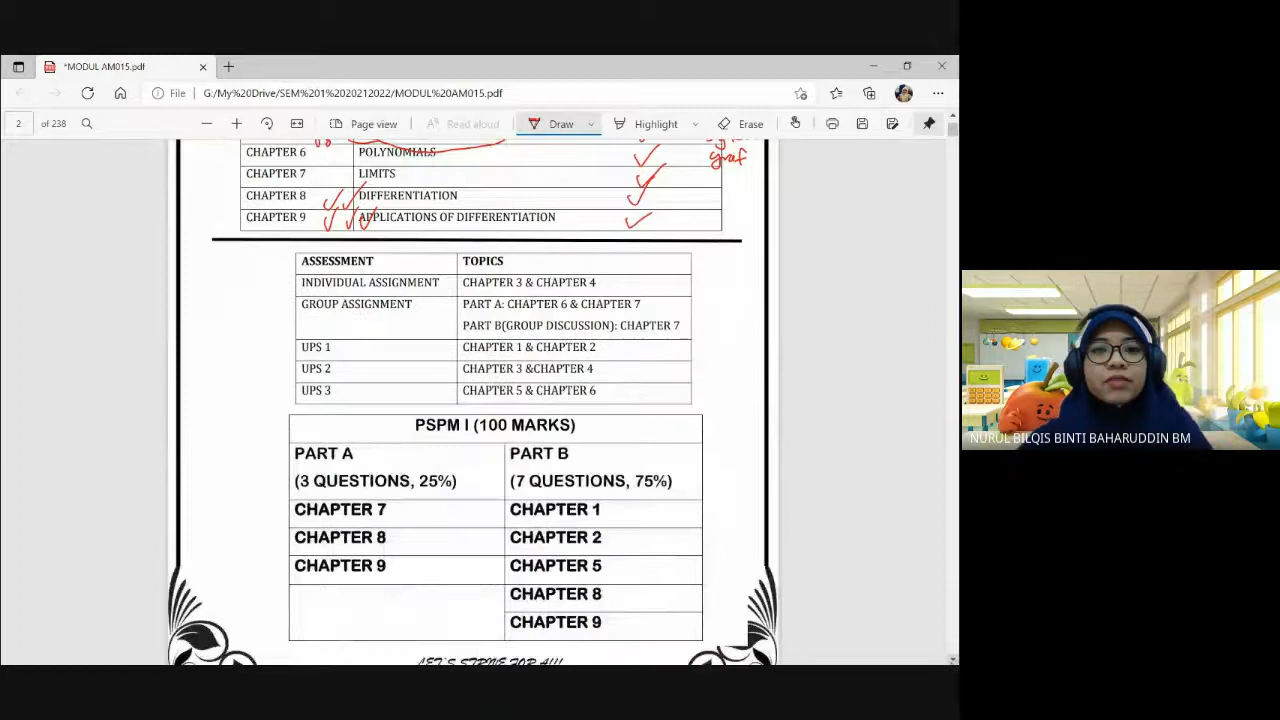 *MODUL AM015.pdf
File
G:/My%20Drive/SEM%201%2020212022/MODUL%20AM015.pdf
2 of 238
Page view
Read aloud
Draw
Highlight
Erase
CHAPTER 6 POLYNOMIALS
graf
CHAPTER 7 LIMITS
CHAPTER 8 DIFFERENTIATION
CHAPTER 9 APPLICATIONS OF DIFFERENTIATION
ASSESSMENT TOPICS
INDIVIDUAL ASSIGNMENT CHAPTER 3 & CHAPTER 4
GROUP ASSIGNMENT PART A: CHAPTER 6 & CHAPTER 7
PART B(GROUP DISCUSSION): CHAPTER 7
UPS 1 CHAPTER 1 & CHAPTER 2
UPS 2 CHAPTER 3 &CHAPTER 4
UPS 3 CHAPTER 5 & CHAPTER 6
PSPM I (100 MARKS)
PART A PART B
(3 QUESTIONS, 25%) (7 QUESTIONS, 75%)
CHAPTER 7 CHAPTER 1
CHAPTER 8 CHAPTER 2
CHAPTER 9 CHAPTER 5
CHAPTER 8
CHAPTER 9
NURUL BILQIS BINTI BAHARUDDIN BM